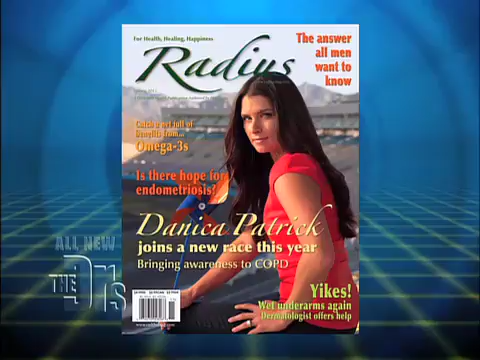 For Health, Healing, Happiness
Radius
The answer
all men
want to
know
Catch a net full of
Benefits from...
Omega-3s
Is there hope for
endometriosis?
Danica Patrick
joins a new race this year
Bringing awareness to COPD
Yikes!
Wet underarms again
Dermatologist offers help
ALL NEW
THE
Drs